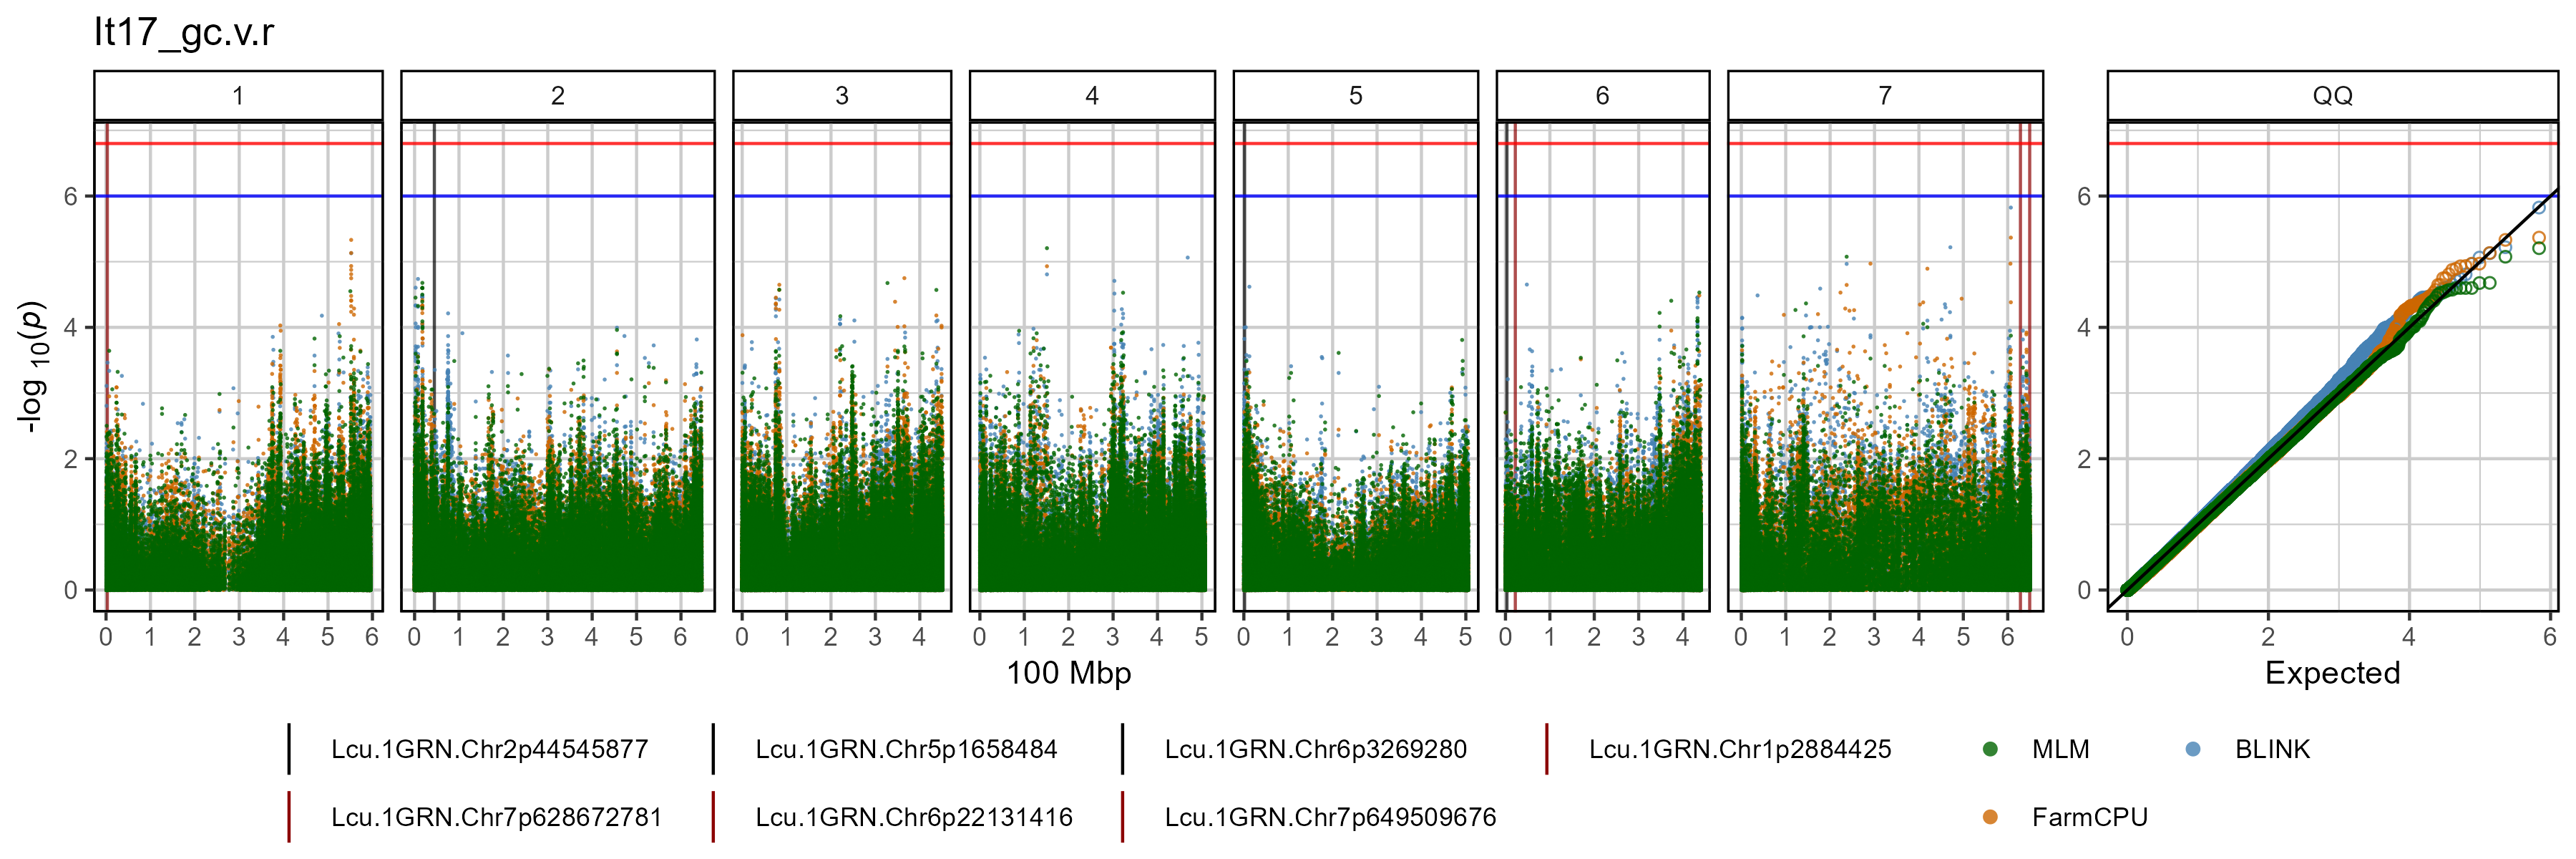 It17_gc.v.r
1 2 3 4 5 6 7 QQ
-log 10(p)
6 6
4 4
2 2
0 0
0 1 2 3 4 5 6 0 1 2 3 4 5 6 0 1 2 3 4 0 1 2 3 4 5 0 1 2 3 4 5 0 1 2 3 4 0 1 2 3 4 5 6 0 2 4 6
100 Mbp Expected
Lcu.1GRN.Chr2p44545877 Lcu.1GRN.Chr5p1658484 Lcu.1GRN.Chr6p3269280 Lcu.1GRN.Chr1p2884425 MLM BLINK
Lcu.1GRN.Chr7p628672781 Lcu.1GRN.Chr6p22131416 Lcu.1GRN.Chr7p649509676 FarmCPU